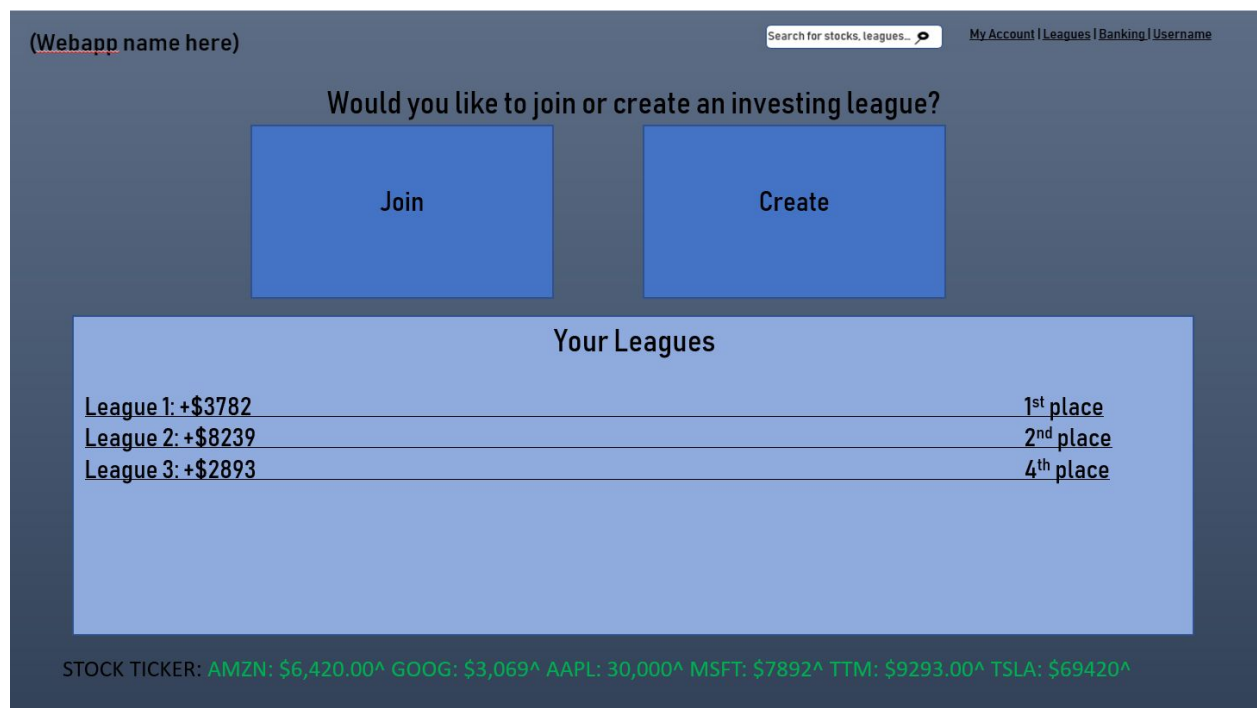 (Webapp name here)
Search for stocks, leagues...
My Account | Leagues | Banking | Username
Would you like to join or create an investing league?
Join
Create
Your Leagues
League 1: +$3782 1st place
League 2: +$8239 2nd place
League 3: +$2893 4th place
STOCK TICKER: AMZN: $6,420.00^ GOOG: $3,069^ AAPL: 30,000^ MSFT: $7892^ TTM: $9293.00^ TSLA: $69420^